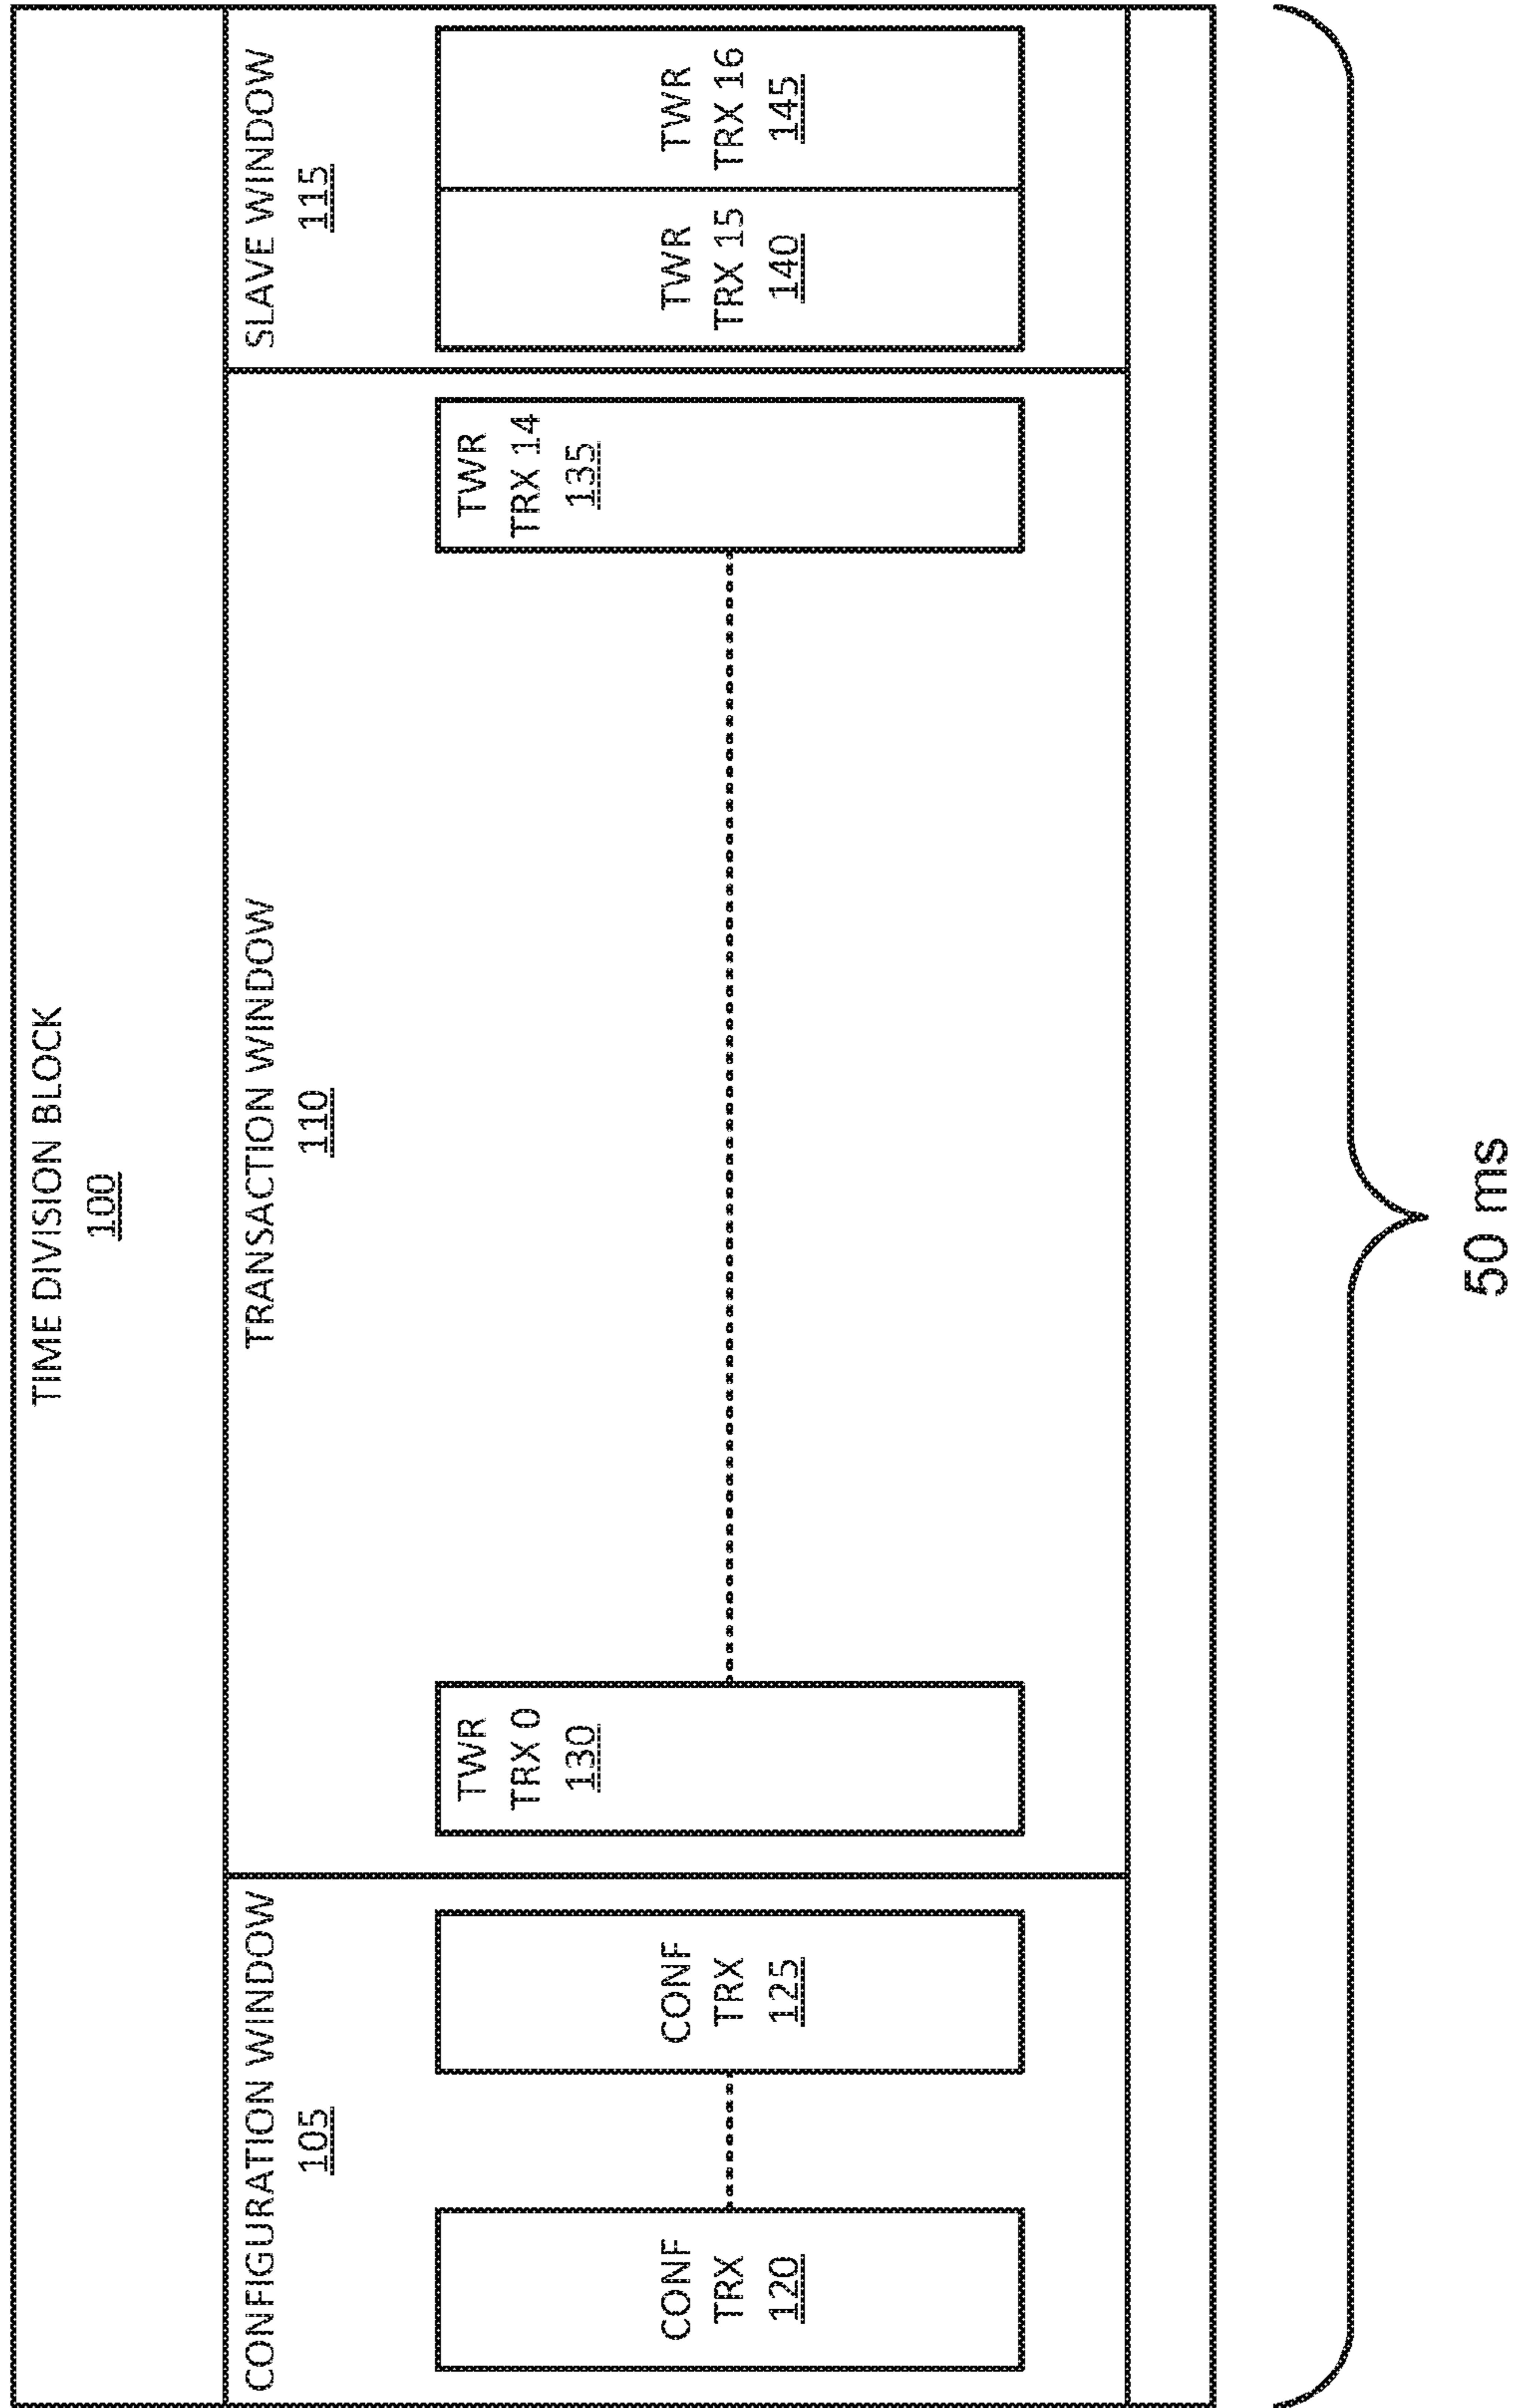 TIME DIVISION BLOCK
100
CONFIGURATION WINDOW
105
CONF
TRX
120
CONF
TRX
125
TRANSACTION WINDOW
110
TWR
TRX 0
130
TWR
TRX 14
135
SLAVE WINDOW
115
TWR
TRX 15
140
TWR
TRX 16
145
50 ms